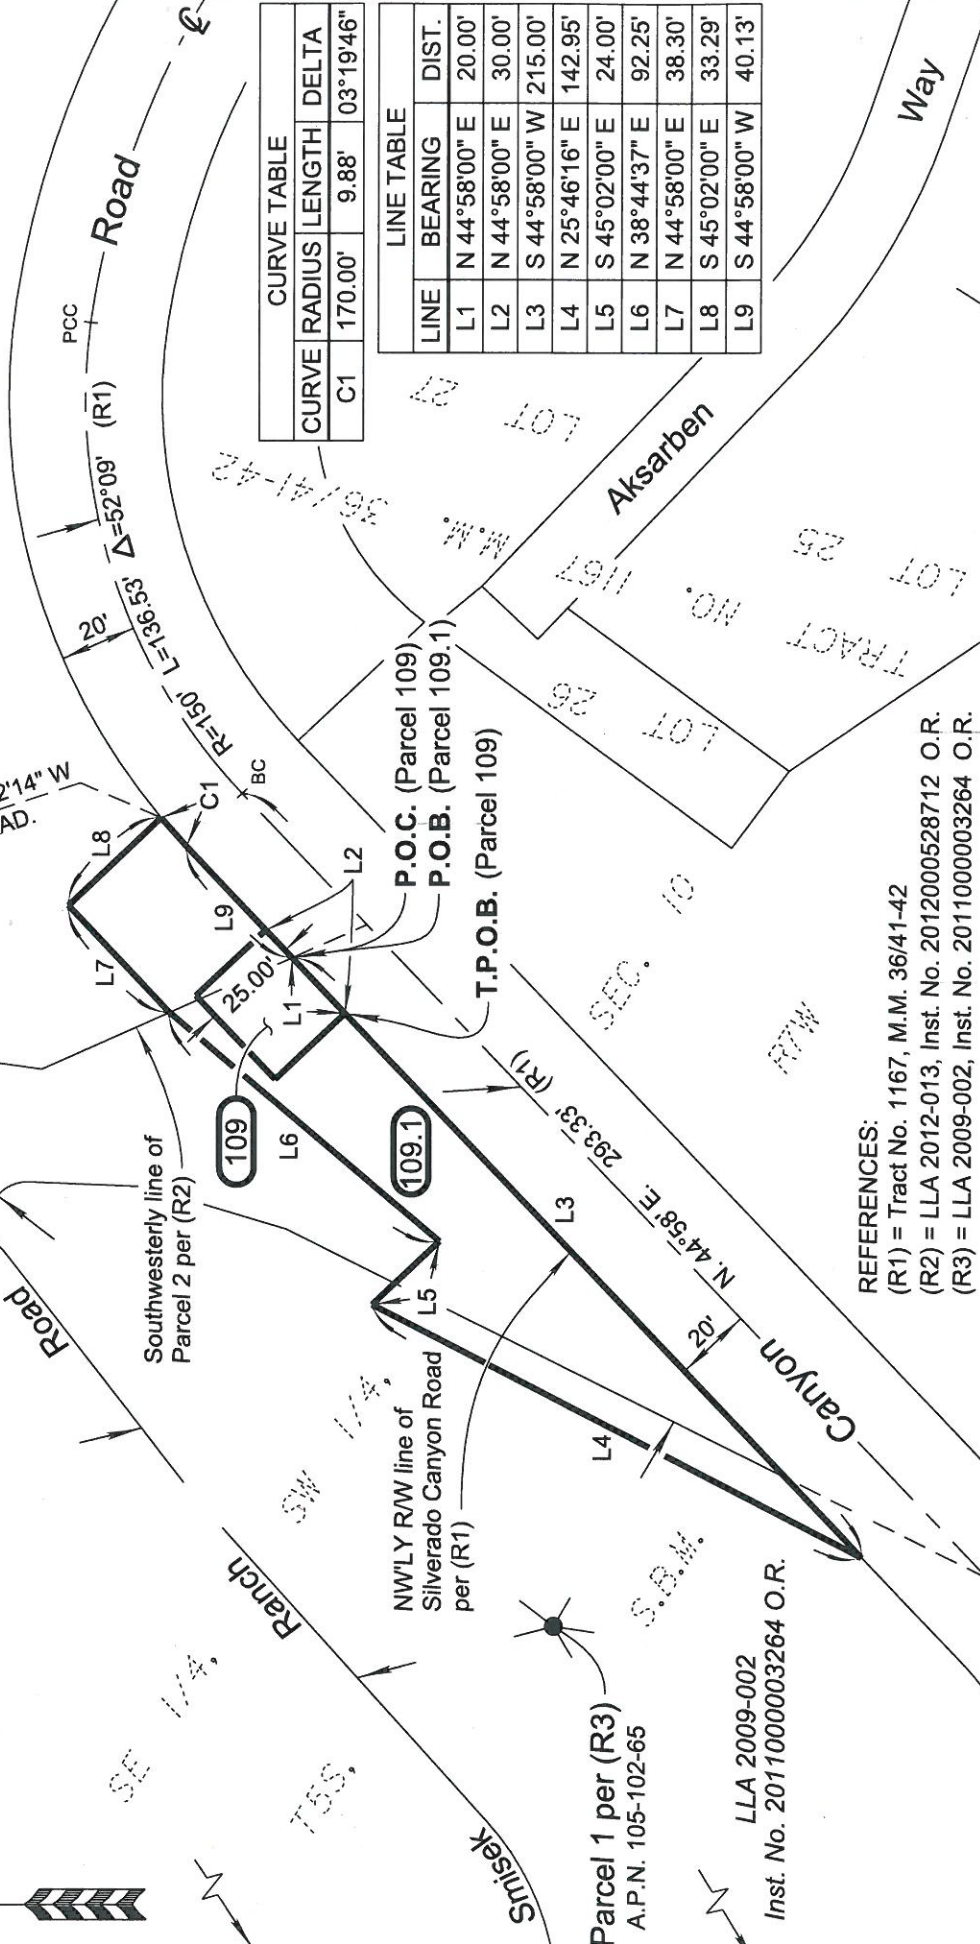 CURVE TABLE
CURVE RADIUS LENGTH DELTA
C1 170.00' 9.88' 03°19'46"
LINE TABLE
LINE BEARING DIST.
L1 N 44°58'00" E 20.00'
L2 N 44°58'00" E 30.00'
L3 S 44°58'00" W 215.00'
L4 N 25°46'16" E 142.95'
L5 S 45°02'00" E 24.00'
L6 N 38°44'37" E 92.25'
L7 N 44°58'00" E 38.30'
L8 S 45°02'00" E 33.29'
L9 S 44°58'00" W 40.13'
Road
℄
PCC
R=150' L=136.53' Δ=52°09' (R1)
20'
2'14" W
AD.
L8
C1
BC
L7
L9
L2
25.00'
L1
P.O.C. (Parcel 109)
P.O.B. (Parcel 109.1)
T.P.O.B. (Parcel 109)
109
L6
109.1
Southwesterly line of
Parcel 2 per (R2)
L5
L3
N. 44°58' E. 293.33' (R1)
20'
Canyon
L4
NW'LY R/W line of
Silverado Canyon Road
per (R1)
Smisek
Ranch
Road
SE 1/4,
SW 1/4,
T5S,
S.B.M.
SEC. 10
R7W
Parcel 1 per (R3)
A.P.N. 105-102-65
LLA 2009-002
Inst. No. 2011000003264 O.R.
Aksarben
Way
LOT 27
M.M. 36/41-42
TRACT NO. 1167
LOT 25
LOT 26
REFERENCES:
(R1) = Tract No. 1167, M.M. 36/41-42
(R2) = LLA 2012-013, Inst. No. 2012000528712 O.R.
(R3) = LLA 2009-002, Inst. No. 2011000003264 O.R.